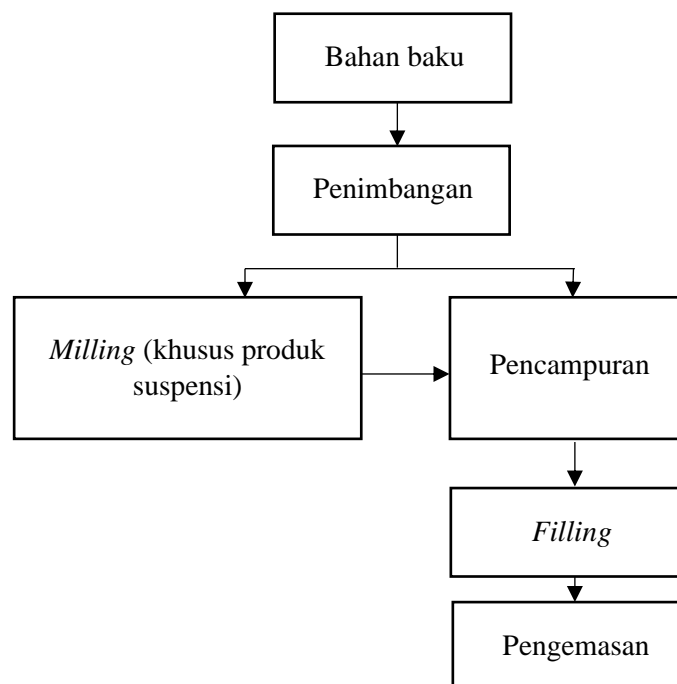 Bahan baku
Penimbangan
Milling (khusus produk
suspensi)
Pencampuran
Filling
Pengemasan